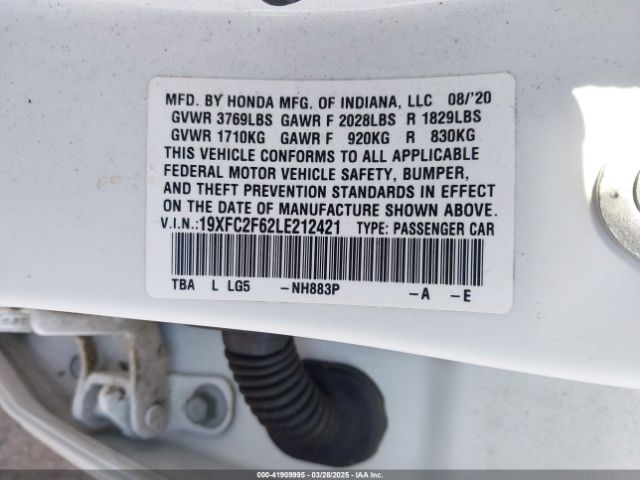 MFD. BY HONDA MFG. OF INDIANA, LLC 08/'20
GVWR 3769LBS GAWR F 2028LBS R 1829LBS
GVWR 1710KG GAWR F 920KG R 830KG
THIS VEHICLE CONFORMS TO ALL APPLICABLE
FEDERAL MOTOR VEHICLE SAFETY, BUMPER,
AND THEFT PREVENTION STANDARDS IN EFFECT
ON THE DATE OF MANUFACTURE SHOWN ABOVE.
V.I.N.:19XFC2F62LE212421 TYPE: PASSENGER CAR
TBA L LG5 -NH883P -A -E
000-41909995 | 03/28/2025 | IAA Inc.